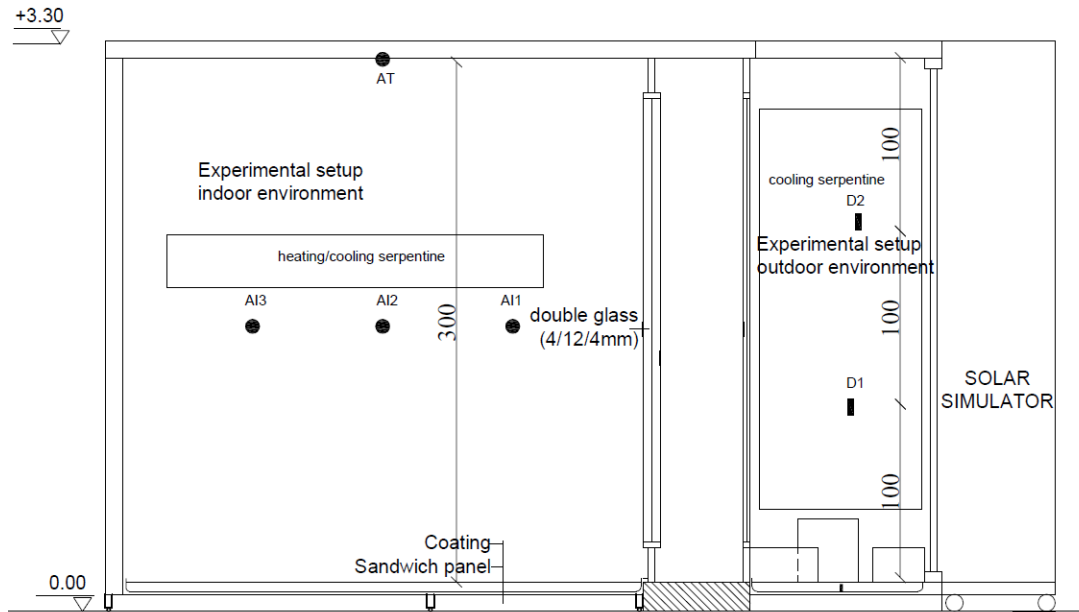 +3.30
AT
Experimental setup
indoor environment
heating/cooling serpentine
AI3
AI2
AI1
300
double glass
(4/12/4mm)
Coating
Sandwich panel
0.00
100
cooling serpentine
D2
Experimental setup
outdoor environment
100
D1
100
SOLAR
SIMULATOR